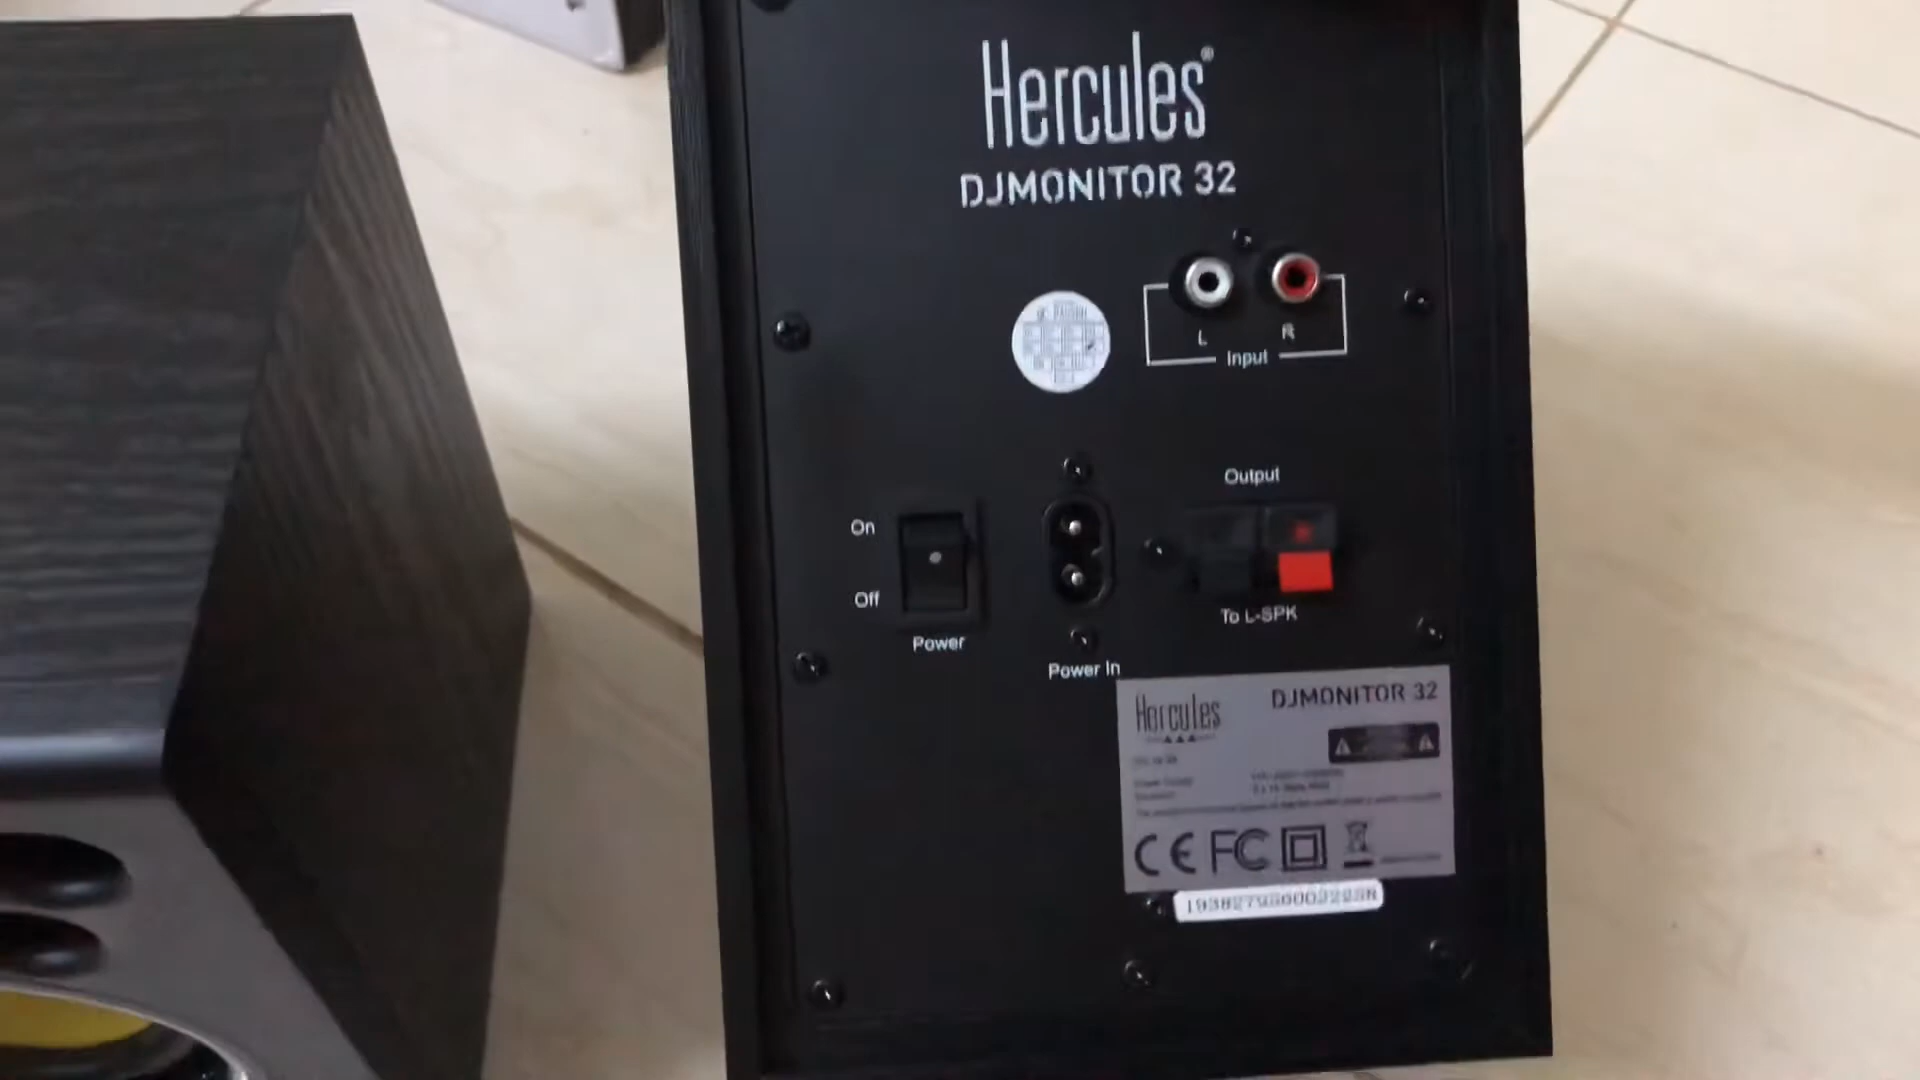 Hercules®
DJMONITOR 32
L R
Input
Output
On
Off
To L-SPK
Power
Power In
Hercules
DJMONITOR 32
CE FC